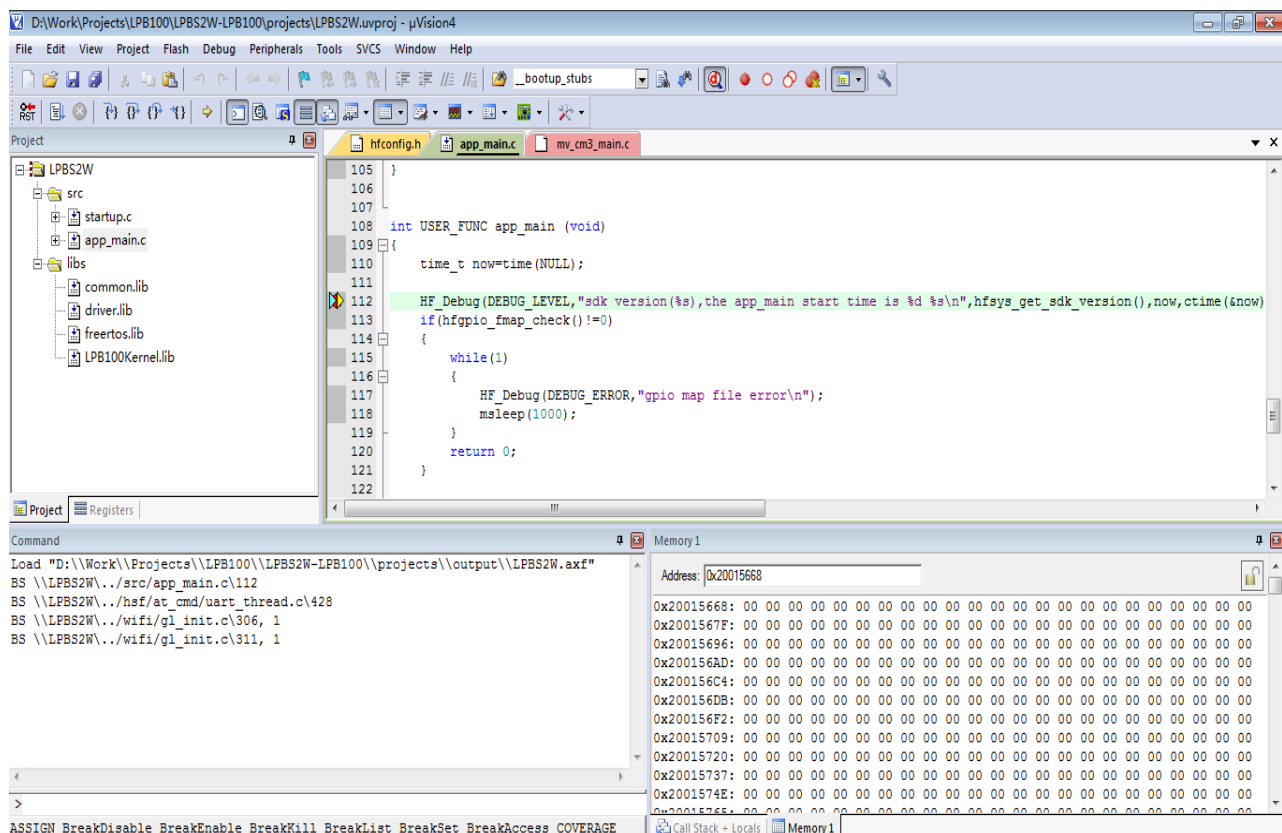 D:\Work\Projects\LPB100\LPBS2W-LPB100\projects\LPBS2W.uvproj - µVision4
File Edit View Project Flash Debug Peripherals Tools SVCS Window Help
__bootup_stubs
RST
Project
hfconfig.h app_main.c mv_cm3_main.c
LPBS2W
src
startup.c
app_main.c
libs
common.lib
driver.lib
freertos.lib
LPB100Kernel.lib
Project Registers
105 }
106
107
108 int USER_FUNC app_main (void)
109 {
110 time_t now=time(NULL);
111
112 HF_Debug(DEBUG_LEVEL,"sdk version(%s),the app_main start time is %d %s\n",hfsys_get_sdk_version(),now,ctime(&now)
113 if(hfgpio_fmap_check()!=0)
114 {
115 while(1)
116 {
117 HF_Debug(DEBUG_ERROR,"gpio map file error\n");
118 msleep(1000);
119 }
120 return 0;
121 }
122
Command
Load "D:\\Work\\Projects\\LPB100\\LPBS2W-LPB100\\projects\\output\\LPBS2W.axf"
BS \\LPBS2W\../src/app_main.c\112
BS \\LPBS2W\../hsf/at_cmd/uart_thread.c\428
BS \\LPBS2W\../wifi/gl_init.c\306, 1
BS \\LPBS2W\../wifi/gl_init.c\311, 1
>
ASSIGN BreakDisable BreakEnable BreakKill BreakList BreakSet BreakAccess COVERAGE
Memory 1
Address: 0x20015668
0x20015668: 00 00 00 00 00 00 00 00 00 00 00 00 00 00 00 00 00 00 00 00 00 00 00
0x2001567F: 00 00 00 00 00 00 00 00 00 00 00 00 00 00 00 00 00 00 00 00 00 00 00
0x20015696: 00 00 00 00 00 00 00 00 00 00 00 00 00 00 00 00 00 00 00 00 00 00 00
0x200156AD: 00 00 00 00 00 00 00 00 00 00 00 00 00 00 00 00 00 00 00 00 00 00 00
0x200156C4: 00 00 00 00 00 00 00 00 00 00 00 00 00 00 00 00 00 00 00 00 00 00 00
0x200156DB: 00 00 00 00 00 00 00 00 00 00 00 00 00 00 00 00 00 00 00 00 00 00 00
0x200156F2: 00 00 00 00 00 00 00 00 00 00 00 00 00 00 00 00 00 00 00 00 00 00 00
0x20015709: 00 00 00 00 00 00 00 00 00 00 00 00 00 00 00 00 00 00 00 00 00 00 00
0x20015720: 00 00 00 00 00 00 00 00 00 00 00 00 00 00 00 00 00 00 00 00 00 00 00
0x20015737: 00 00 00 00 00 00 00 00 00 00 00 00 00 00 00 00 00 00 00 00 00 00 00
0x2001574E: 00 00 00 00 00 00 00 00 00 00 00 00 00 00 00 00 00 00 00 00 00 00 00
Call Stack + Locals Memory 1